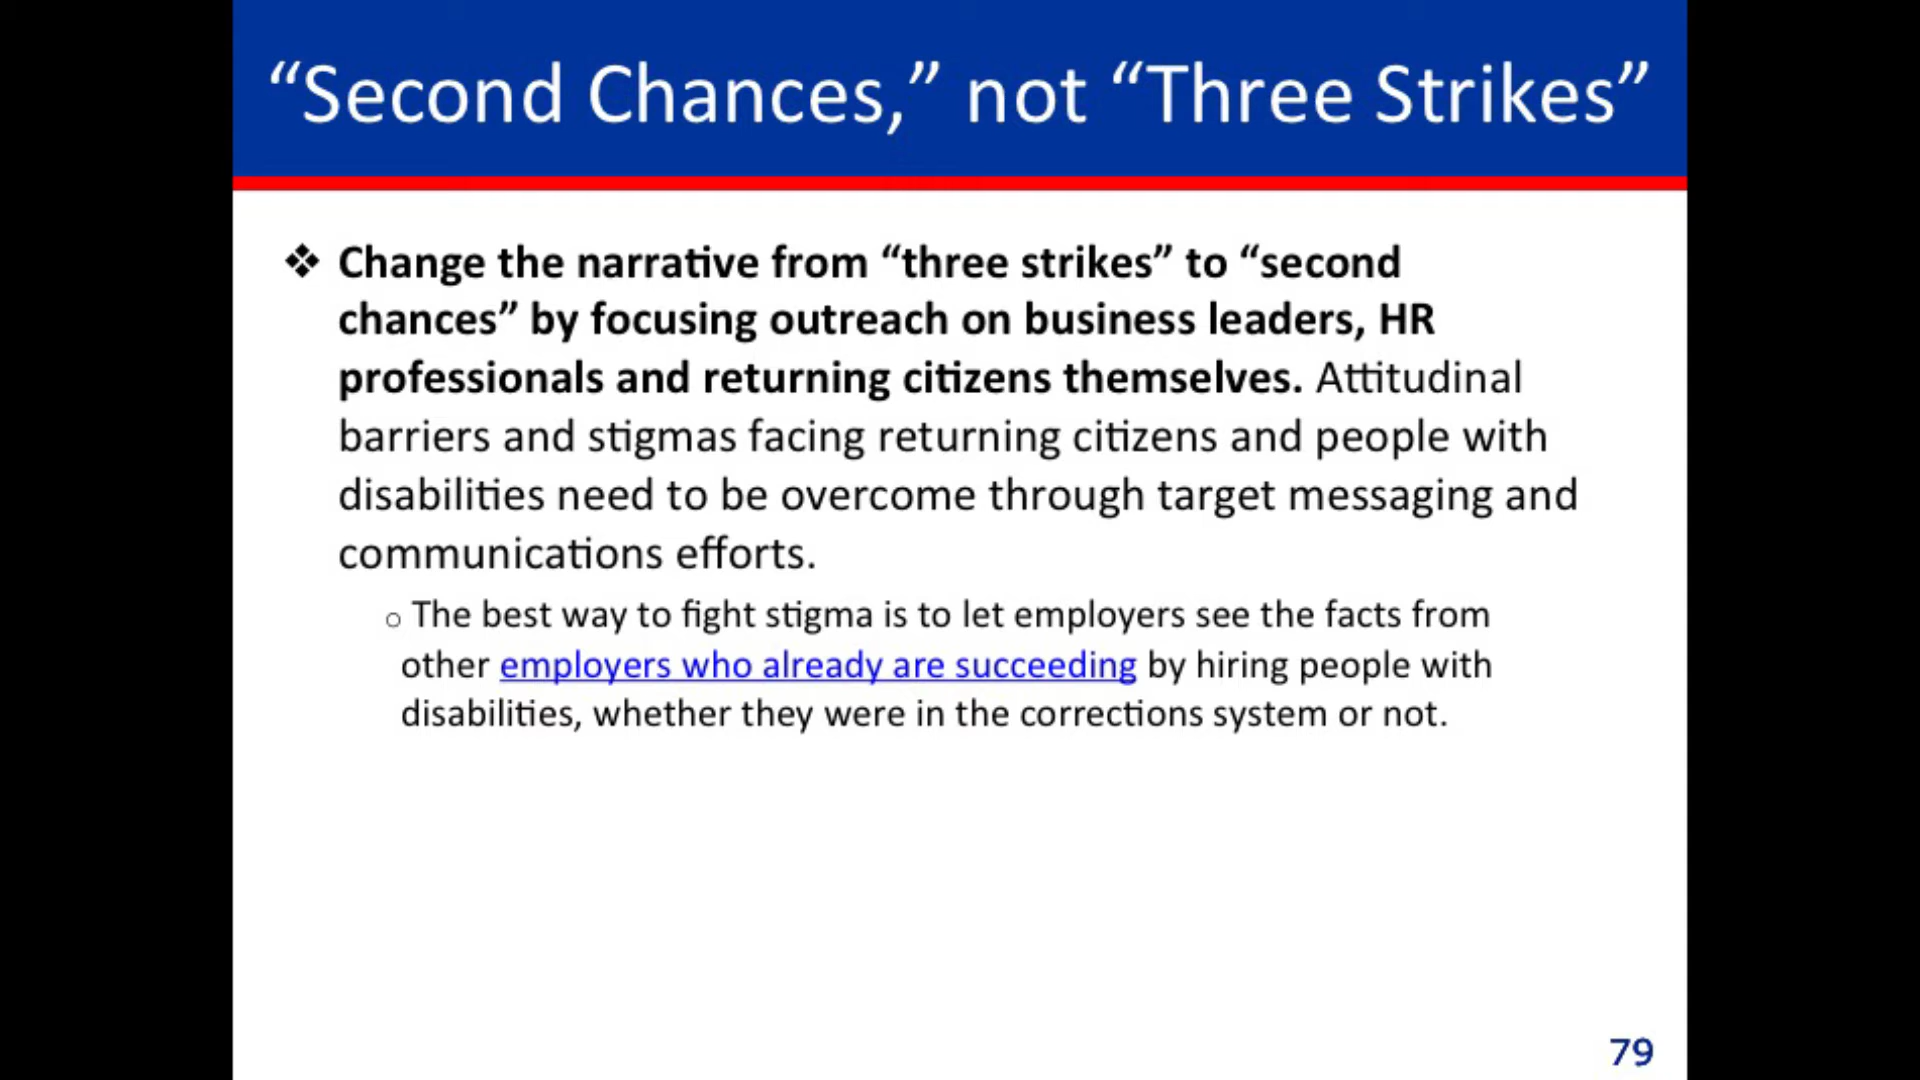 “Second Chances,” not “Three Strikes”
❖ Change the narrative from “three strikes” to “second
chances” by focusing outreach on business leaders, HR
professionals and returning citizens themselves. Attitudinal
barriers and stigmas facing returning citizens and people with
disabilities need to be overcome through target messaging and
communications efforts.
○ The best way to fight stigma is to let employers see the facts from
other employers who already are succeeding by hiring people with
disabilities, whether they were in the corrections system or not.
79